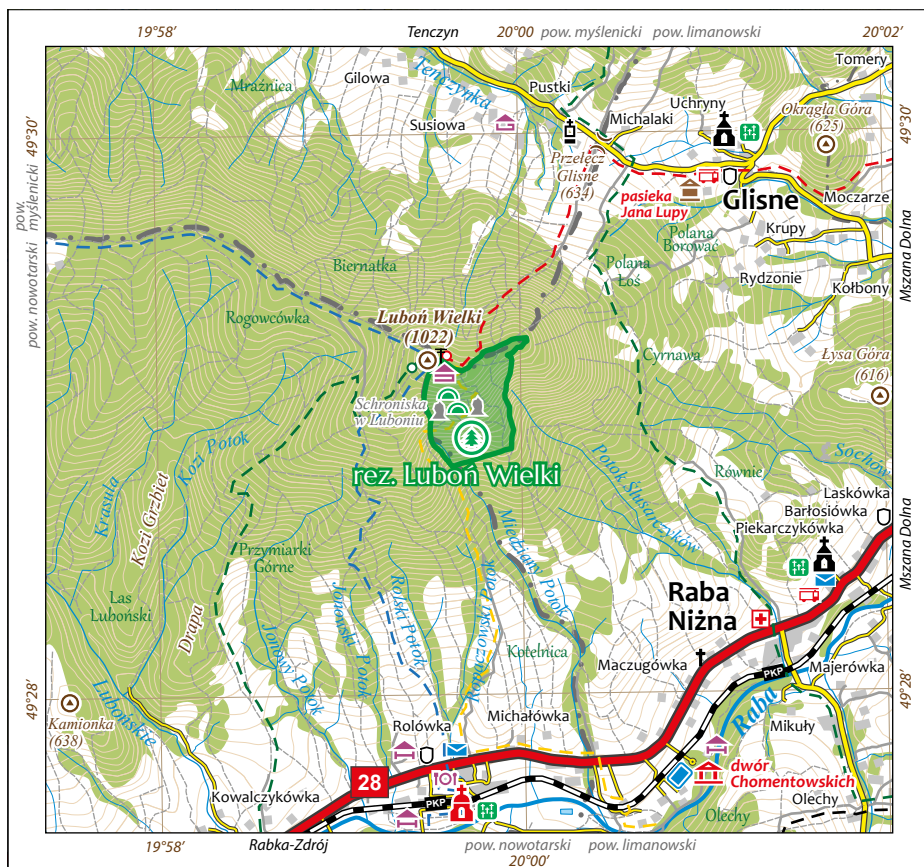 19°58'
Tenczyn
20°00
pow. myślenicki
pow. limanowski
20°02'
Tomery
Gilowa
Mraźnica
Tenczynka
Pustki
Uchryny
Okrągła Góra
(625)
49°30'
49°30'
Susiowa
Michalaki
Przełęcz
Glisne
(634)
pasieka
Jana Lupy
Glisne
Moczarze
pow.
myślenicki
pow. nowotarski
Polana
Borować
Krupy
Mszana Dolna
Biernatka
Polana
Łoś
Rydzonie
Kołbony
Rogowcówka
Luboń Wielki
(1022)
Cyrnawa
Łysa Góra
(616)
Schroniska
w Luboniu
rez. Luboń Wielki
Kozi Potok
Krasula
Kozi Grzbiet
Potok Ślusarczyków
Równie
Sochow
Laskówka
Barłosiówka
Piekarczykówka
Mszana Dolna
Przymiarki
Górne
Las
Luboński
Drapa
Jonowy Potok
Jonowski Potok
Rolski Potok
Ropaczowski Potok
Miedziany Potok
Raba
Niżna
Kotelnica
Maczugówka
PKP
Majerówka
49°28'
49°28'
Kamionka
(638)
Lubońskie
Raba
Rolówka
Michałówka
Mikuły
28
dwór
Chomentowskich
Kowalczykówka
PKP
Olechy
Olechy
19°58'
Rabka-Zdrój
pow. nowotarski
pow. limanowski
20°00'
20°02'